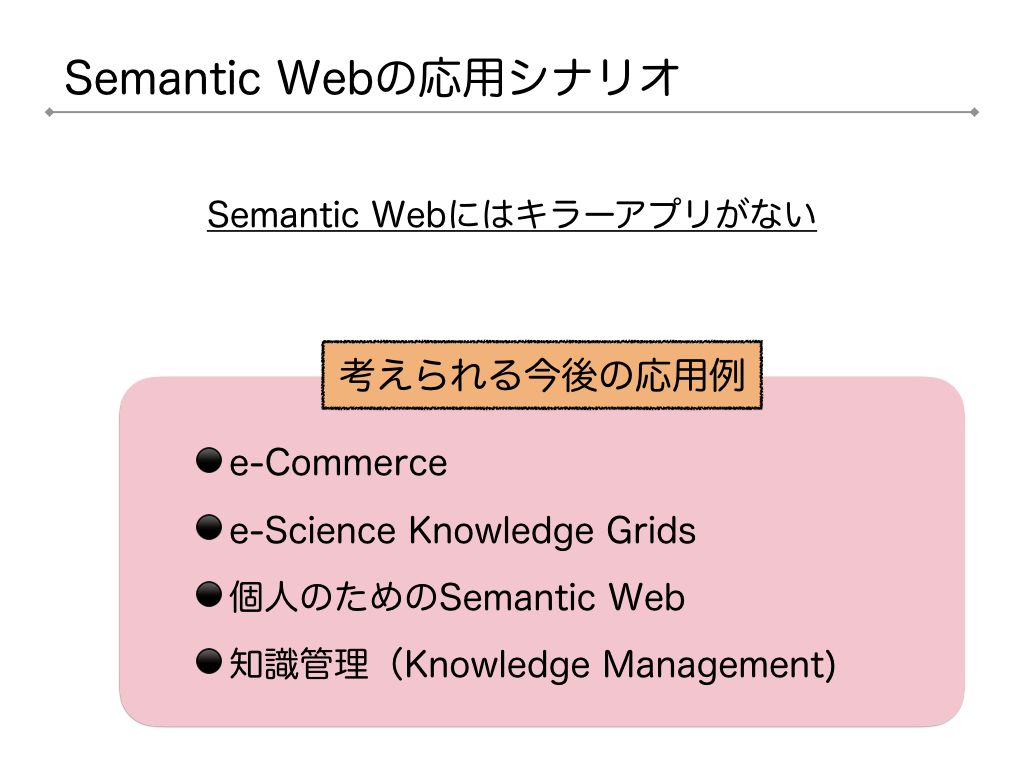 Semantic Webの応用シナリオ
Semantic Webにはキラーアプリがない
考えられる今後の応用例
e-Commerce
e-Science Knowledge Grids
個人のためのSemantic Web
知識管理（Knowledge Management)